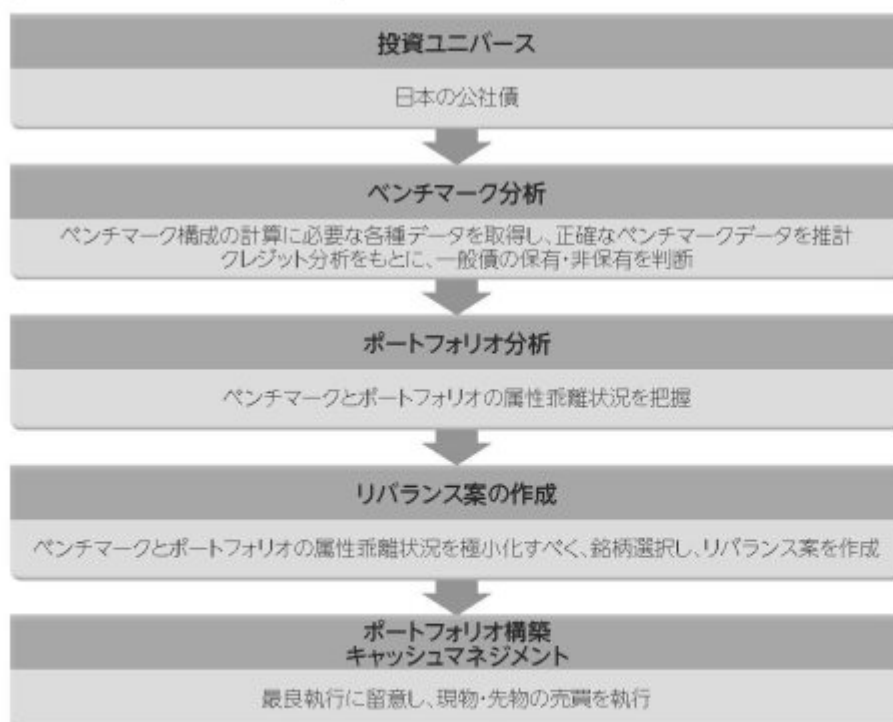 投資ユニバース
日本の公社債
ベンチマーク分析
ベンチマーク構成の計算に必要な各種データを取得し、正確なベンチマークデータを推計
クレジット分析をもとに、一般債の保有・非保有を判断
ポートフォリオ分析
ベンチマークとポートフォリオの属性乖離状況を把握
リバランス案の作成
ベンチマークとポートフォリオの属性乖離状況を極小化すべく、銘柄選択し、リバランス案を作成
ポートフォリオ構築
キャッシュマネジメント
最良執行に留意し、現物・先物の売買を執行